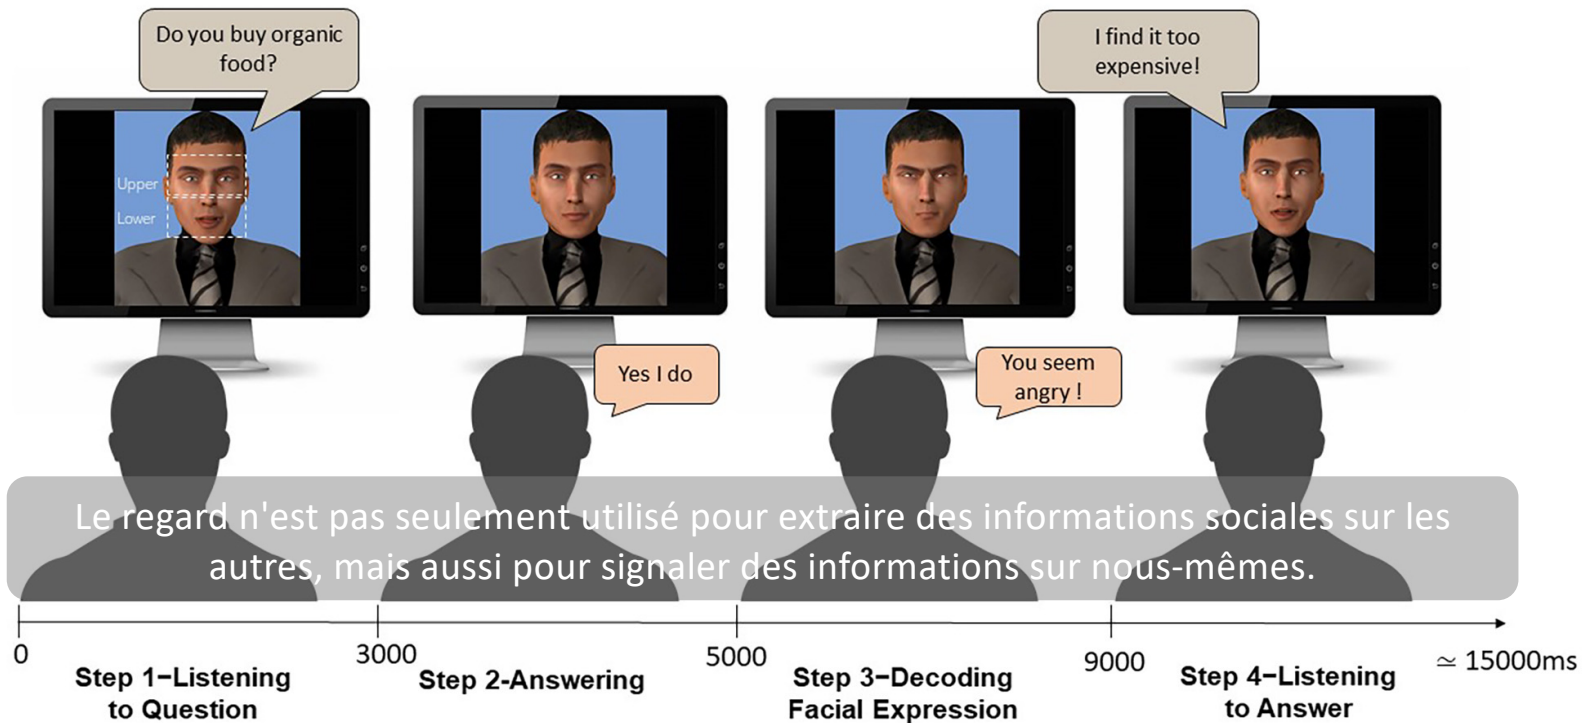 Do you buy organic
food?
I find it too
expensive!
Upper
Lower
Yes I do
You seem
angry !
Le regard n'est pas seulement utilisé pour extraire des informations sociales sur les
autres, mais aussi pour signaler des informations sur nous-mêmes.
0
3000
5000
9000
≃ 15000ms
Step 1–Listening
to Question
Step 2-Answering
Step 3–Decoding
Facial Expression
Step 4–Listening
to Answer